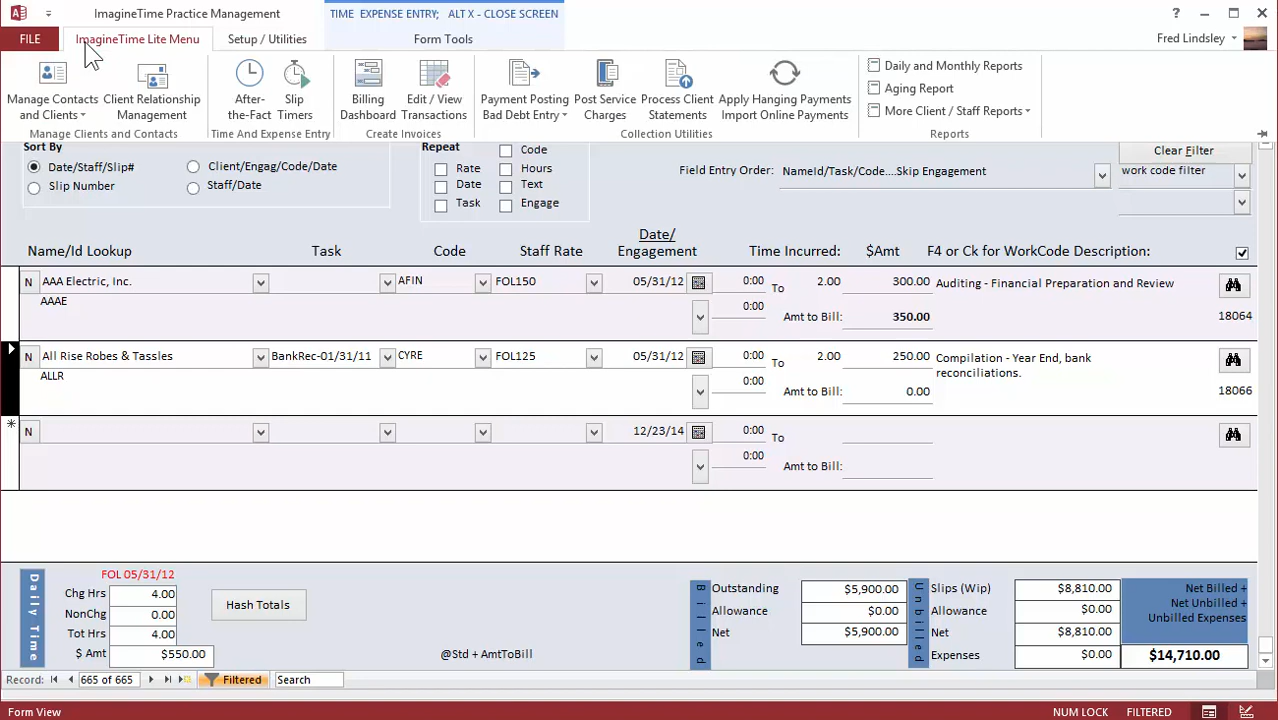 ImagineTime Practice Management
TIME EXPENSE ENTRY; ALT X - CLOSE SCREEN
?
FILE
ImagineTime Lite Menu
Setup / Utilities
Form Tools
Fred Lindsley
Manage Contacts and Clients
Client Relationship Management
After-the-Fact
Slip Timers
Billing Dashboard
Edit / View Transactions
Payment Posting Bad Debt Entry
Post Service Charges
Process Client Statements
Apply Hanging Payments Import Online Payments
Daily and Monthly Reports
Aging Report
More Client / Staff Reports
Manage Clients and Contacts
Time And Expense Entry
Create Invoices
Collection Utilities
Reports
Sort By
Date/Staff/Slip#
Client/Engag/Code/Date
Slip Number
Staff/Date
Repeat
Code
Rate
Hours
Date
Text
Task
Engage
Field Entry Order:
NameId/Task/Code....Skip Engagement
Clear Filter
work code filter
Name/Id Lookup
Task
Code
Staff Rate
Date/
Engagement
Time Incurred:
$Amt
F4 or Ck for WorkCode Description:
N AAA Electric, Inc. AFIN FOL150 05/31/12 0:00 To 2.00 300.00 Auditing - Financial Preparation and Review
AAAE 0:00 Amt to Bill: 350.00 18064
N All Rise Robes & Tassles BankRec-01/31/11 CYRE FOL125 05/31/12 0:00 To 2.00 250.00 Compilation - Year End, bank
reconciliations.
ALLR 0:00 Amt to Bill: 0.00 18066
N 12/23/14 0:00 To
0:00 Amt to Bill:
Daily Time
FOL 05/31/12
Chg Hrs 4.00
NonChg 0.00
Tot Hrs 4.00
$ Amt $550.00
Hash Totals
@Std + AmtToBill
Billed
Outstanding $5,900.00
Allowance $0.00
Net $5,900.00
Unbilled
Slips (Wip) $8,810.00
Allowance $0.00
Net $8,810.00
Expenses $0.00
Net Billed +
Net Unbilled +
Unbilled Expenses
$14,710.00
Record: 665 of 665 Filtered Search
Form View
NUM LOCK
FILTERED